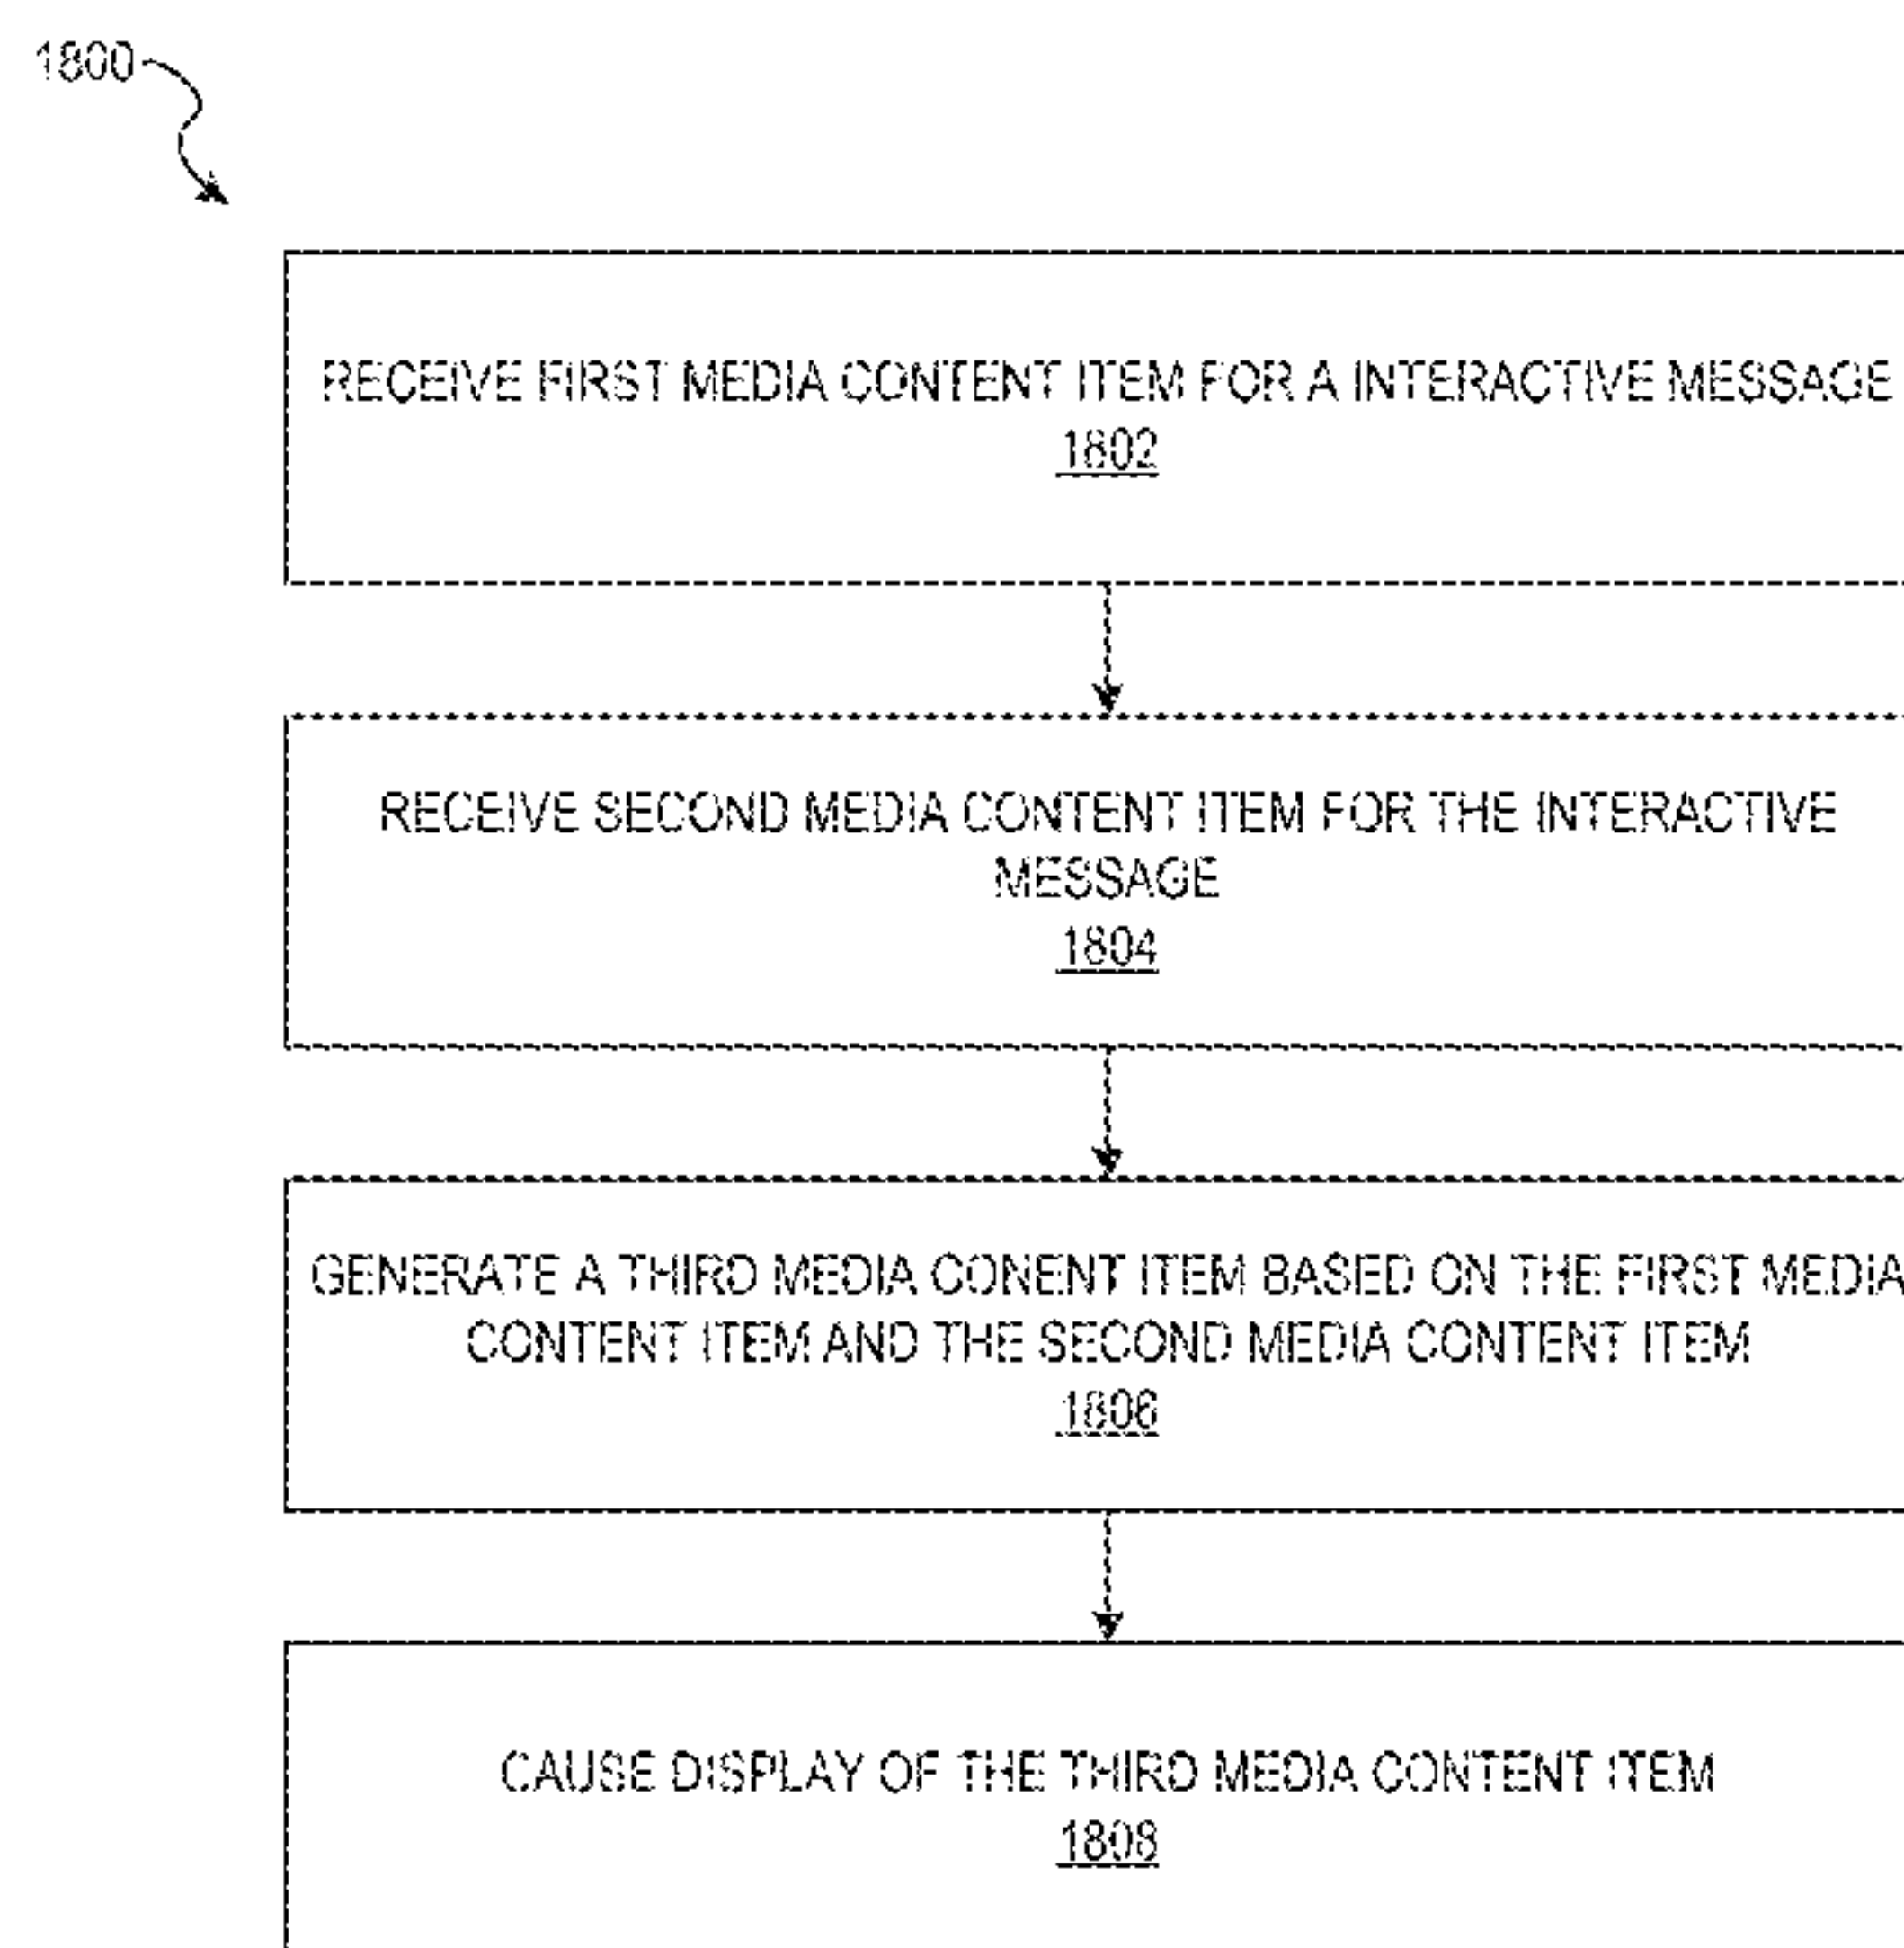 1800
RECEIVE FIRST MEDIA CONTENT ITEM FOR A INTERACTIVE MESSAGE
1802
RECEIVE SECOND MEDIA CONTENT ITEM FOR THE INTERACTIVE
MESSAGE
1804
GENERATE A THIRD MEDIA CONENT ITEM BASED ON THE FIRST MEDIA
CONTENT ITEM AND THE SECOND MEDIA CONTENT ITEM
1806
CAUSE DISPLAY OF THE THIRD MEDIA CONTENT ITEM
1808